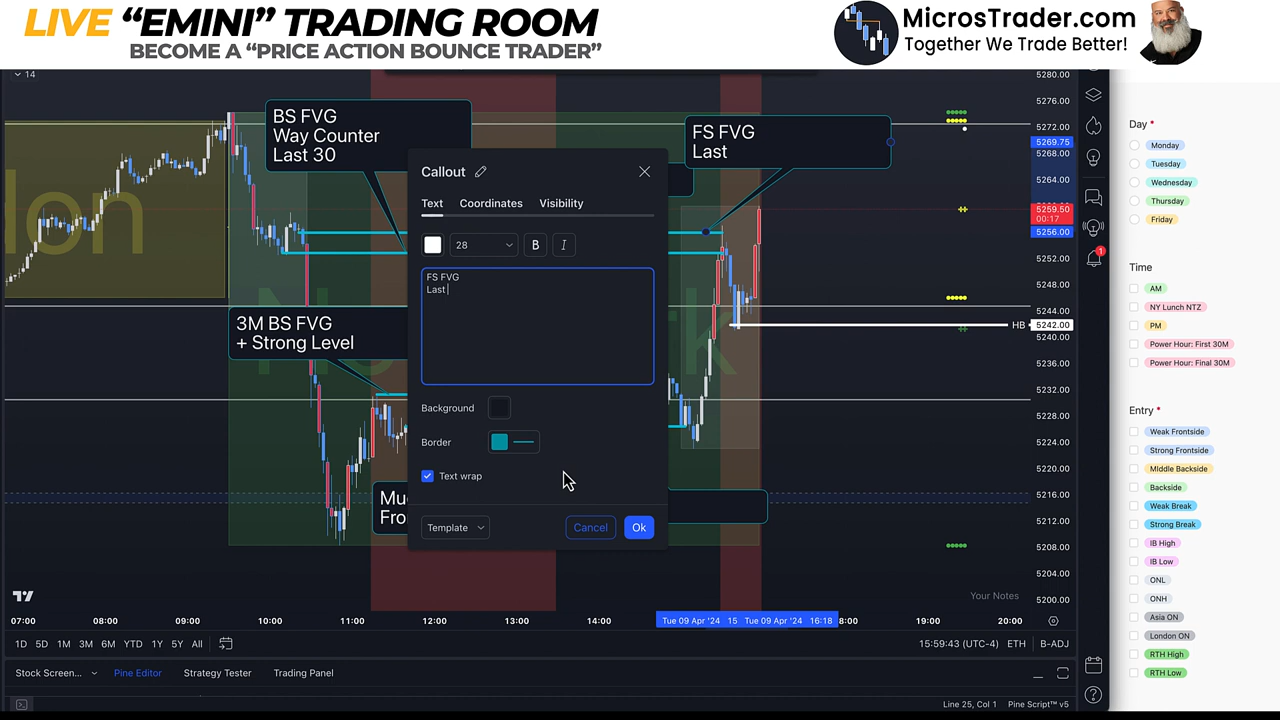 LIVE “EMINI” TRADING ROOM
BECOME A “PRICE ACTION BOUNCE TRADER”
MicrosTrader.com
Together We Trade Better!
14
BS FVG
Way Counter
Last 30
FS FVG
Last
3M BS FVG
+ Strong Level
Callout
Text Coordinates Visibility
28
B
I
FS FVG
Last
Background
Border
Text wrap
Template
Cancel
Ok
HB
5280.00
5276.00
5272.00
5269.75
5268.00
5264.00
5259.50
00:17
5256.00
5252.00
5248.00
5244.00
5242.00
5240.00
5236.00
5232.00
5228.00
5224.00
5220.00
5216.00
5212.00
5208.00
5204.00
5200.00
Your Notes
07:00 08:00 09:00 10:00 11:00 12:00 13:00 14:00 Tue 09 Apr '24 15 Tue 09 Apr '24 16:18 8:00 19:00 20:00
1D 5D 1M 3M 6M YTD 1Y 5Y All
15:59:43 (UTC-4) ETH B-ADJ
Stock Screen... Pine Editor Strategy Tester Trading Panel
Line 25, Col 1 Pine Script™ v5
1
Day *
Monday
Tuesday
Wednesday
Thursday
Friday
Time
AM
NY Lunch NTZ
PM
Power Hour: First 30M
Power Hour: Final 30M
Entry *
Weak Frontside
Strong Frontside
MIddle Backside
Backside
Weak Break
Strong Break
IB High
IB Low
ONL
ONH
Asia ON
London ON
RTH High
RTH Low